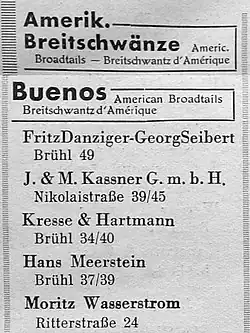 Amerik.
Breitschwänze Americ.
Broadtails — Breitschwantz d'Amérique
Buenos American Broadtails
Breitschwantz d'Amérique
FritzDanziger-GeorgSeibert
Brühl 49
J. & M. Kassner G. m. b. H.
Nikolaistraße 39/45
Kresse & Hartmann
Brühl 34/40
Hans Meerstein
Brühl 37/39
Moritz Wasserstrom
Ritterstraße 24